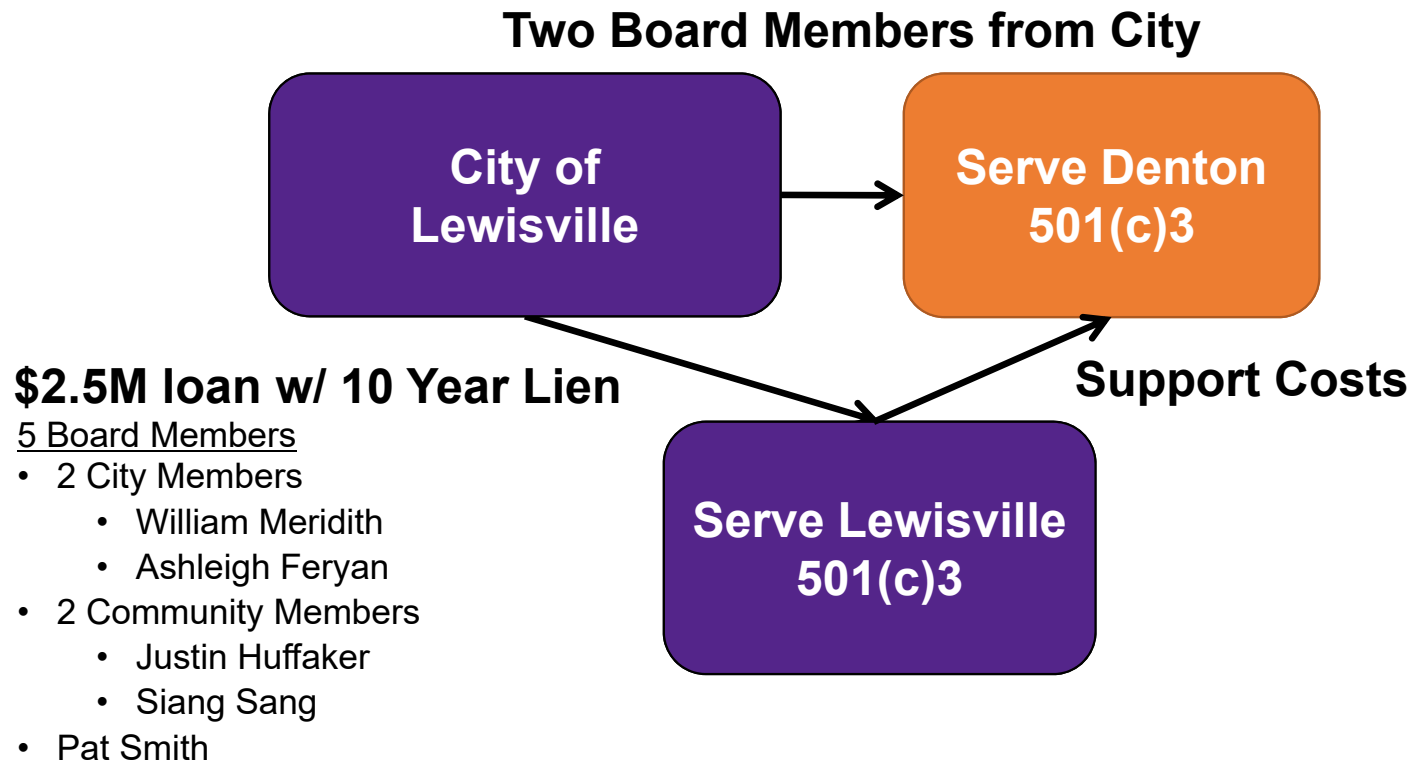 Two Board Members from City
City of
Lewisville
Serve Denton
501(c)3
$2.5M loan w/ 10 Year Lien
Support Costs
5 Board Members
• 2 City Members
• William Meridith
• Ashleigh Feryan
• 2 Community Members
• Justin Huffaker
• Siang Sang
• Pat Smith
Serve Lewisville
501(c)3